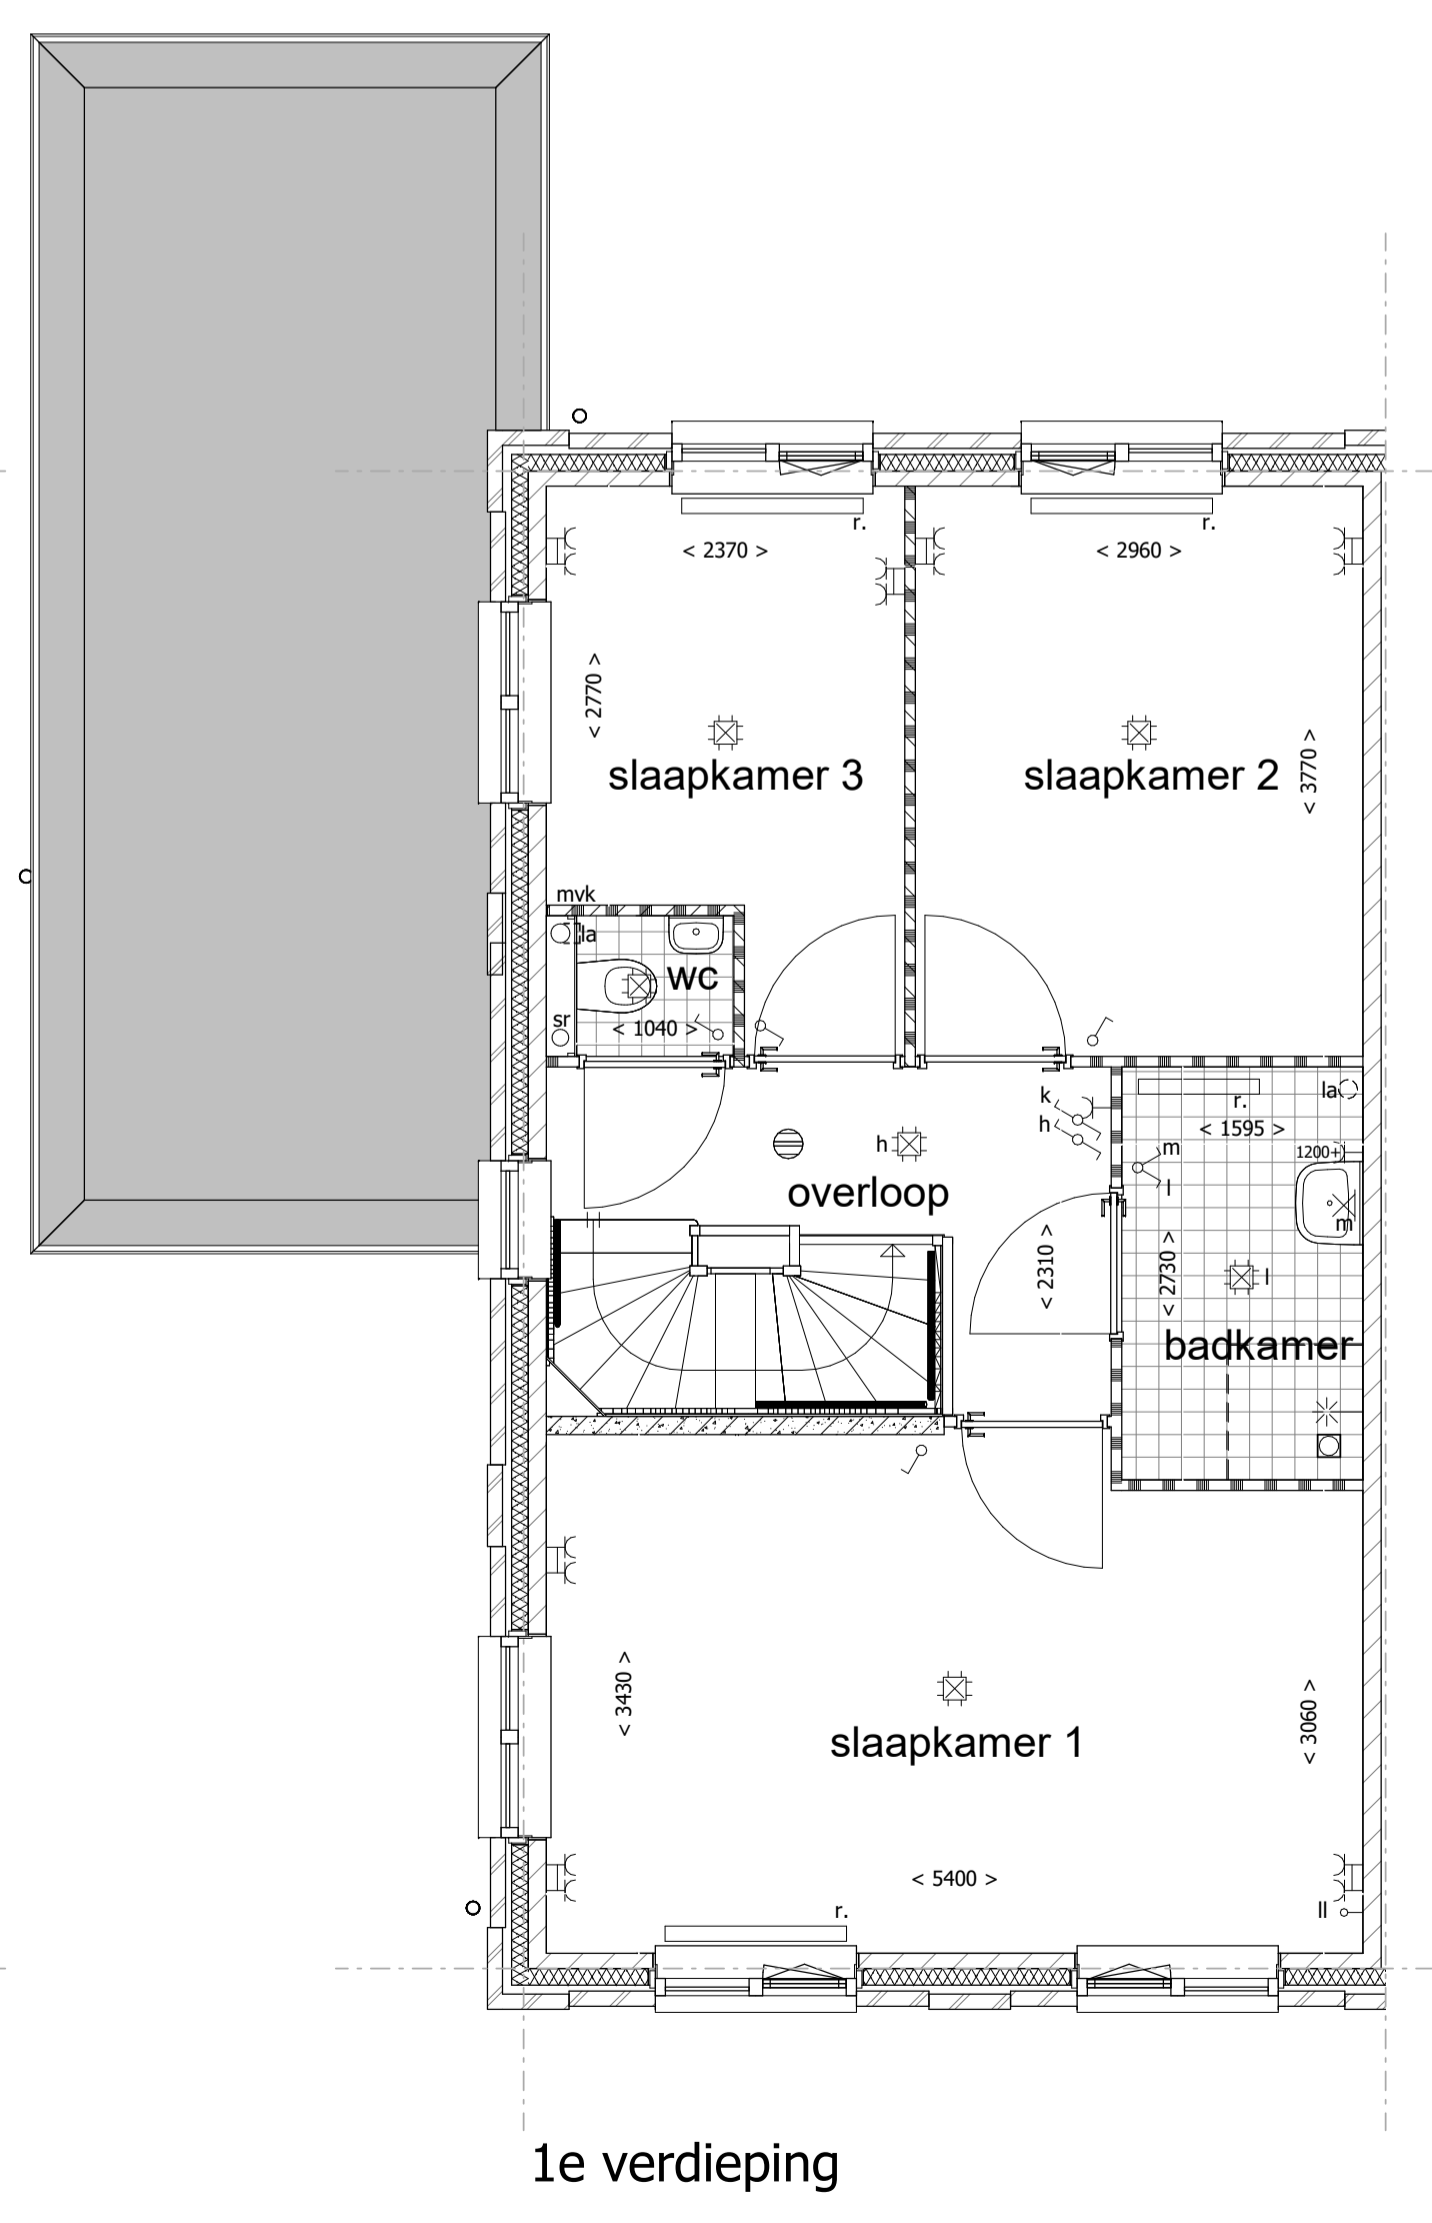 r.
r.
< 2370 >
< 2960 >
< 2770 >
< 3770 >
slaapkamer 3
slaapkamer 2
mvk
la
wc
sr
< 1040 >
k
h
h
overloop
la
r.
< 1595 >
m
l
1200+
m
< 2310 >
< 2730 >
l
badkamer
< 3430 >
< 3060 >
slaapkamer 1
< 5400 >
r.
ll
1e verdieping